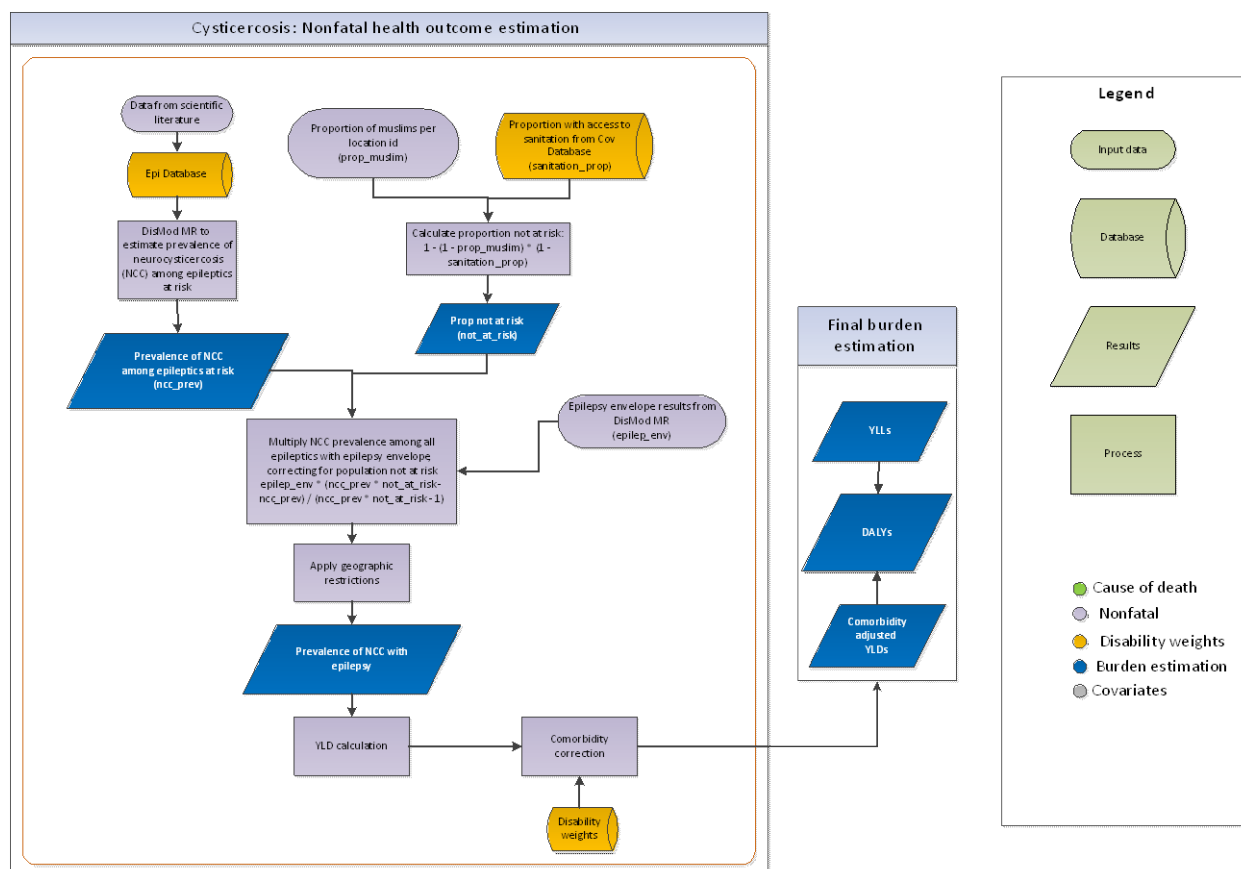 Cysticercosis: Nonfatal health outcome estimation
Data from scientific
literature
Epi Database
DisMod MR to
estimate prevalence of
neurocysticercosis
(NCC) among epileptics
at risk
Prevalence of NCC
among epileptics at risk
(ncc_prev)
Proportion of muslims per
location id
(prop_muslim)
Proportion with access to
sanitation from Cov
Database
(sanitation_prop)
Calculate proportion not at risk:
1 - (1 - prop_muslim) * (1 -
sanitation_prop)
Prop not at risk
(not_at_risk)
Multiply NCC prevalence among all
epileptics with epilepsy envelope,
correcting for population not at risk
epilep_env * (ncc_prev * not_at_risk-
ncc_prev) / (ncc_prev * not_at_risk - 1)
Epilepsy envelope results from
DisMod MR
(epilep_env)
Apply geographic
restrictions
Prevalence of NCC with
epilepsy
YLD calculation
Comorbidity
correction
Disability
weights
Final burden
estimation
YLLs
DALYs
Comorbidity
adjusted
YLDs
Legend
Input data
Database
Results
Process
Cause of death
Nonfatal
Disability weights
Burden estimation
Covariates